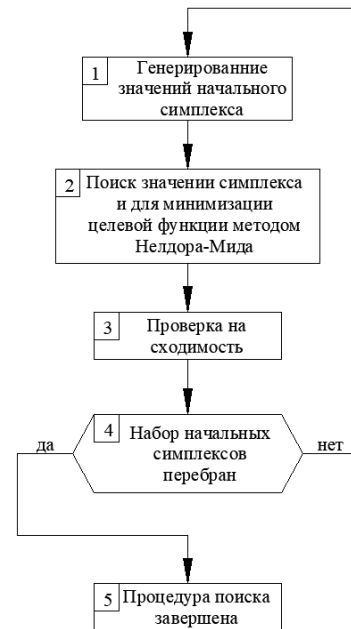 1
Генерированние
значений начального
симплекса
2
Поиск значении симплекса
и для минимизации
целевой функции методом
Нелдора-Мида
3
Проверка на
сходимость
да
4
Набор начальных
симплексов
перебран
нет
5
Процедура поиска
завершена